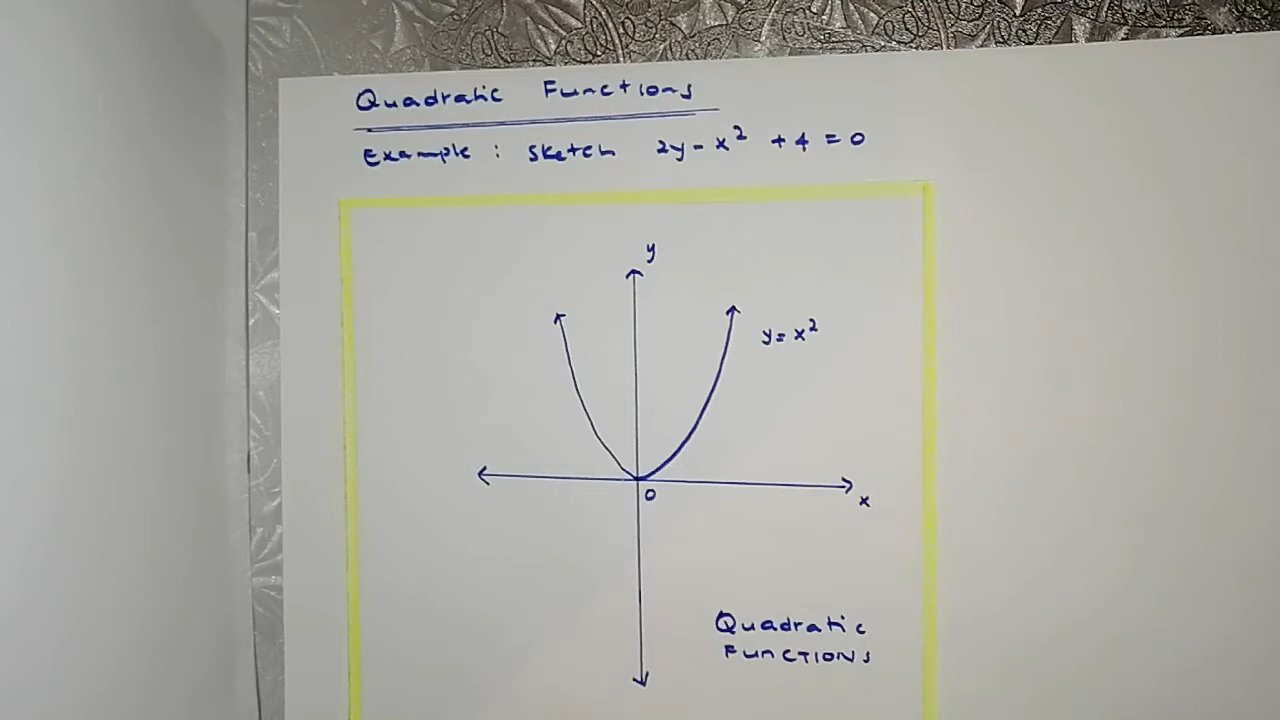 Quadratic Functions
Example : Sketch 2y - x² + 4 = 0
y
y = x²
0
x
Quadratic
FUNCTIONS